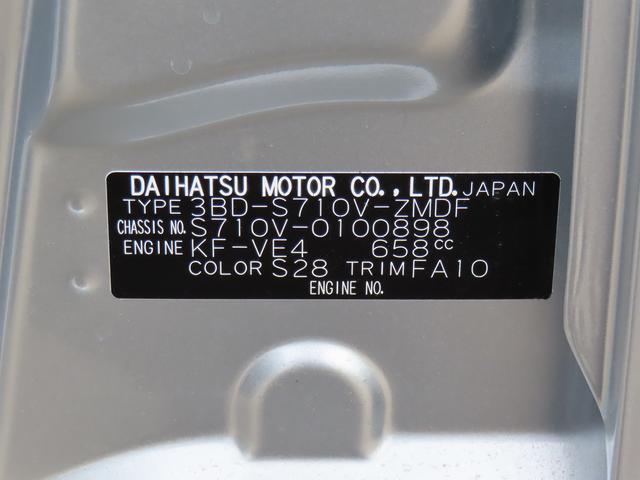 DAIHATSU MOTOR CO.,LTD. JAPAN
TYPE 3BD-S710V-ZMDF
CHASSIS NO. S710V-0100898
ENGINE KF-VE4 658cc
COLOR S28 TRIM FA10
ENGINE NO.